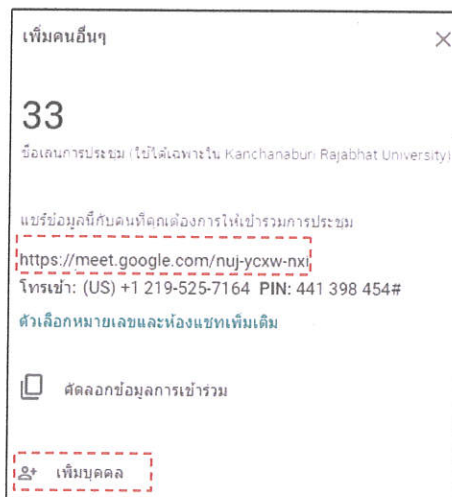 เพิ่มคนอื่นๆ
33
ชื่อเลนการประชุม (ใช้ได้เฉพาะใน Kanchanaburi Rajabhat University)
แชร์ข้อมูลนี้กับคนที่คุณต้องการให้เข้าร่วมการประชุม
https://meet.google.com/nuj-ycxw-nxi
โทรเข้า: (US) +1 219-525-7164 PIN: 441 398 454#
ตัวเลือกหมายเลขและห้องแชทเพิ่มเติม
คัดลอกข้อมูลการเข้าร่วม
เพิ่มบุคคล